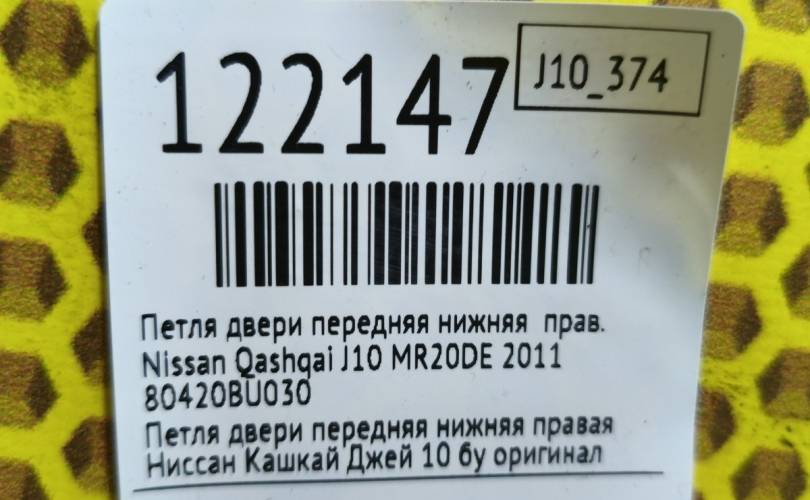 122147
J10_374
Петля двери передняя нижняя прав.
Nissan Qashqai J10 MR20DE 2011
80420BU030
Петля двери передняя нижняя правая
Ниссан Кашкай Джей 10 бу оригинал